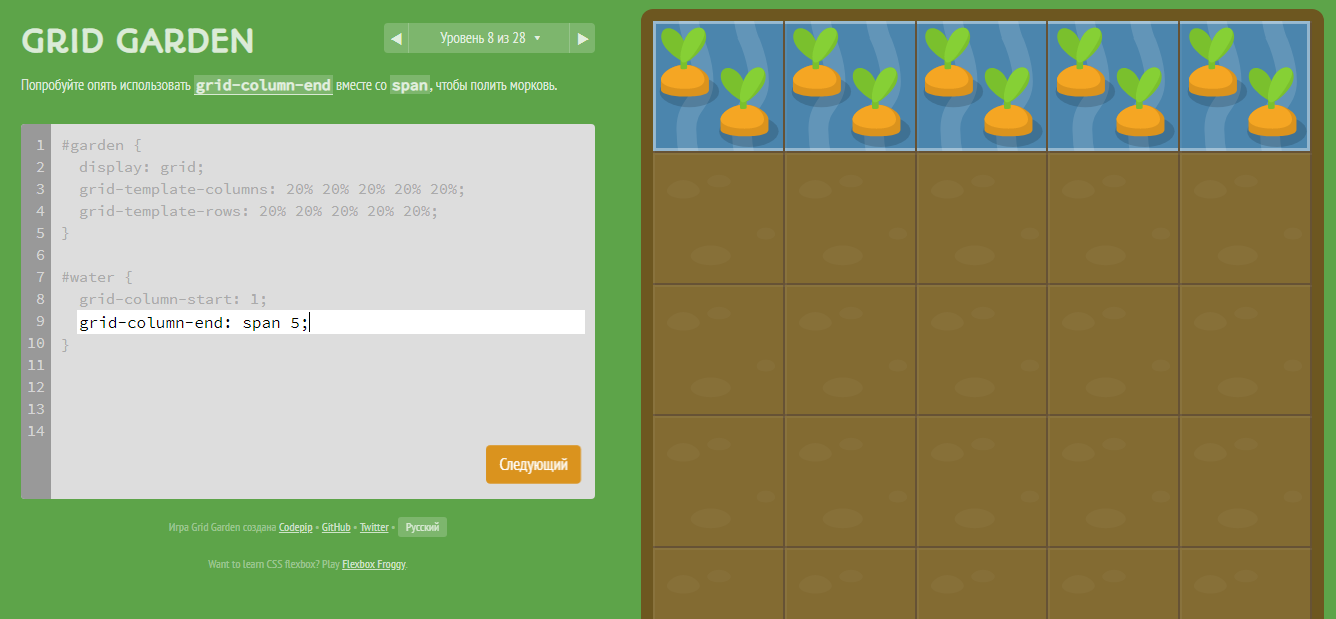 GRID GARDEN
◀ Уровень 8 из 28 ▾ ▶
Попробуйте опять использовать grid-column-end вместе со span, чтобы полить морковь.
1 #garden {
2 display: grid;
3 grid-template-columns: 20% 20% 20% 20% 20%;
4 grid-template-rows: 20% 20% 20% 20% 20%;
5 }
6
7 #water {
8 grid-column-start: 1;
9 grid-column-end: span 5;
10 }
11
12
13
14
Следующий
Игра Grid Garden создана Codepip • GitHub • Twitter • Русский
Want to learn CSS flexbox? Play Flexbox Froggy.